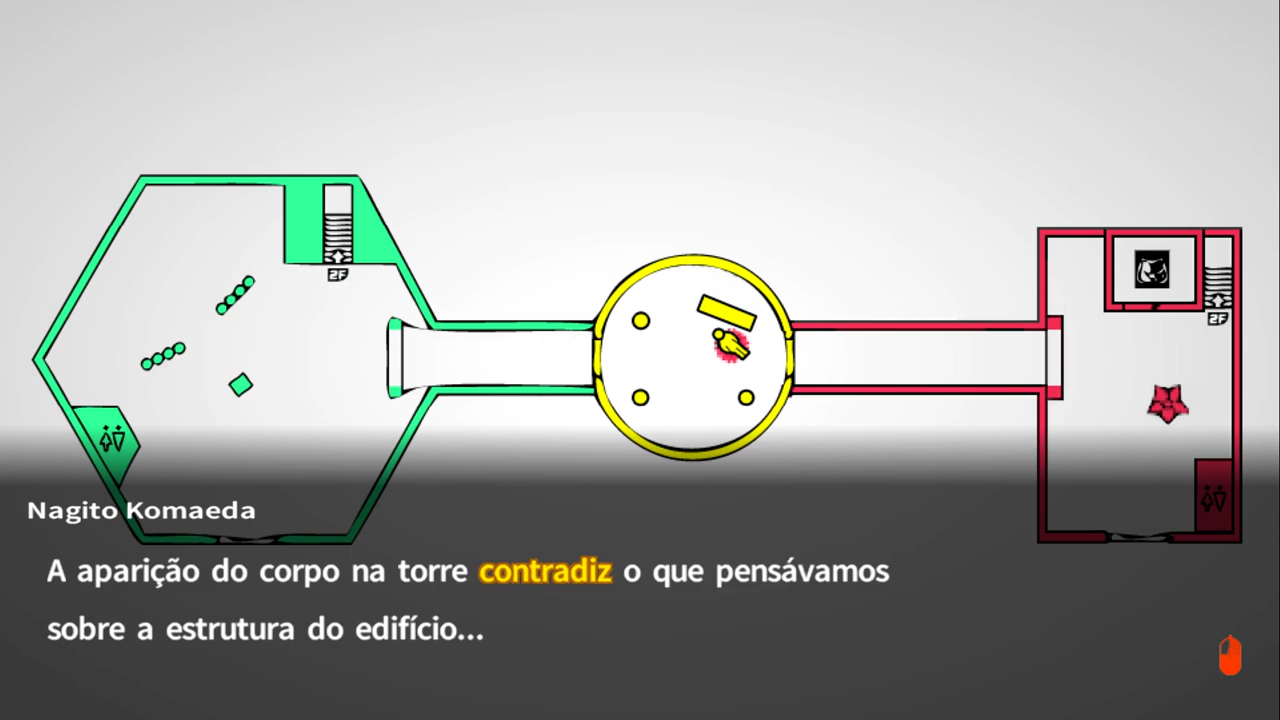 2F
2F
Nagito Komaeda
A aparição do corpo na torre contradiz o que pensávamos
sobre a estrutura do edifício...